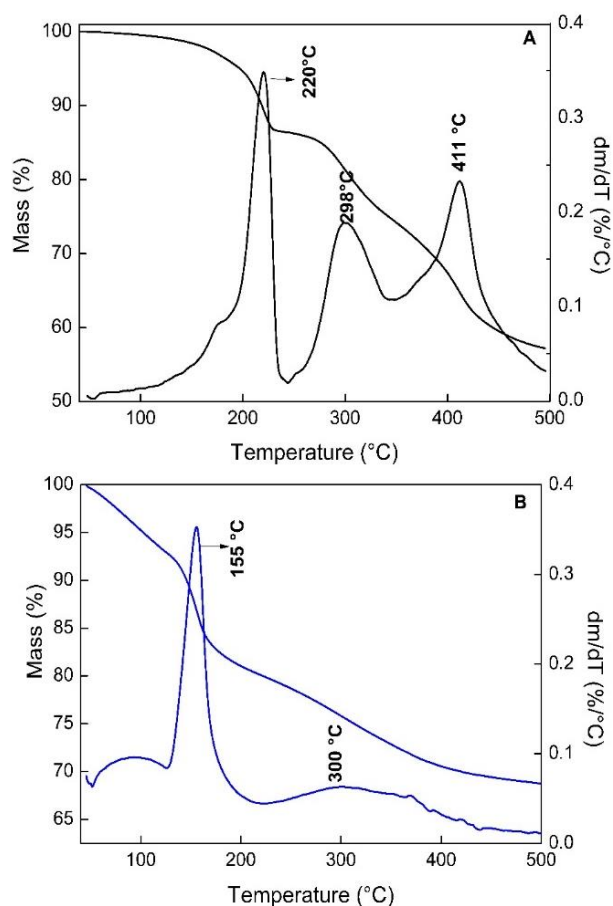 A
100
90
80
70
60
50
Mass (%)
220°C
298°C
411 °C
0.4
0.3
0.2
0.1
0.0
dm/dT (%/°C)
100 200 300 400 500
Temperature (°C)
B
100
95
90
85
80
75
70
65
Mass (%)
155 °C
300 °C
0.4
0.3
0.2
0.1
0.0
dm/dT (%/°C)
100 200 300 400 500
Temperature (°C)